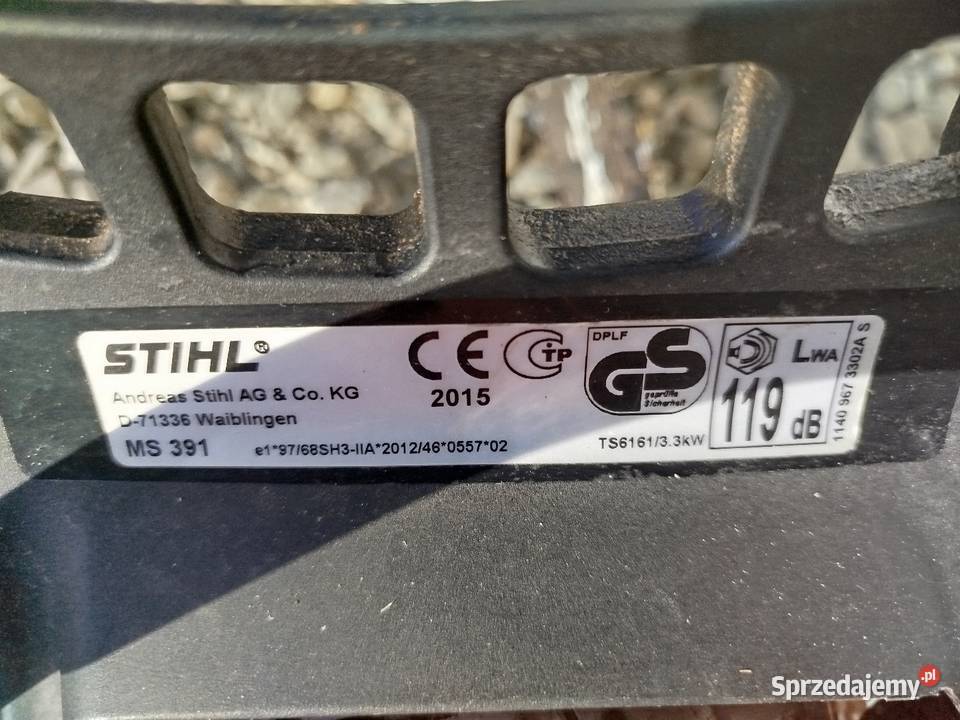 STIHL®
Andreas Stihl AG & Co. KG
D-71336 Waiblingen
MS 391
e1*97/68SH3-IIA*2012/46*0557*02
CE
2015
CTP
DPLF
GS
geprüfte
Sicherheit
TS6161/3.3kW
LWA
119 dB
1140 967 3302A S
Sprzedajemy.pl